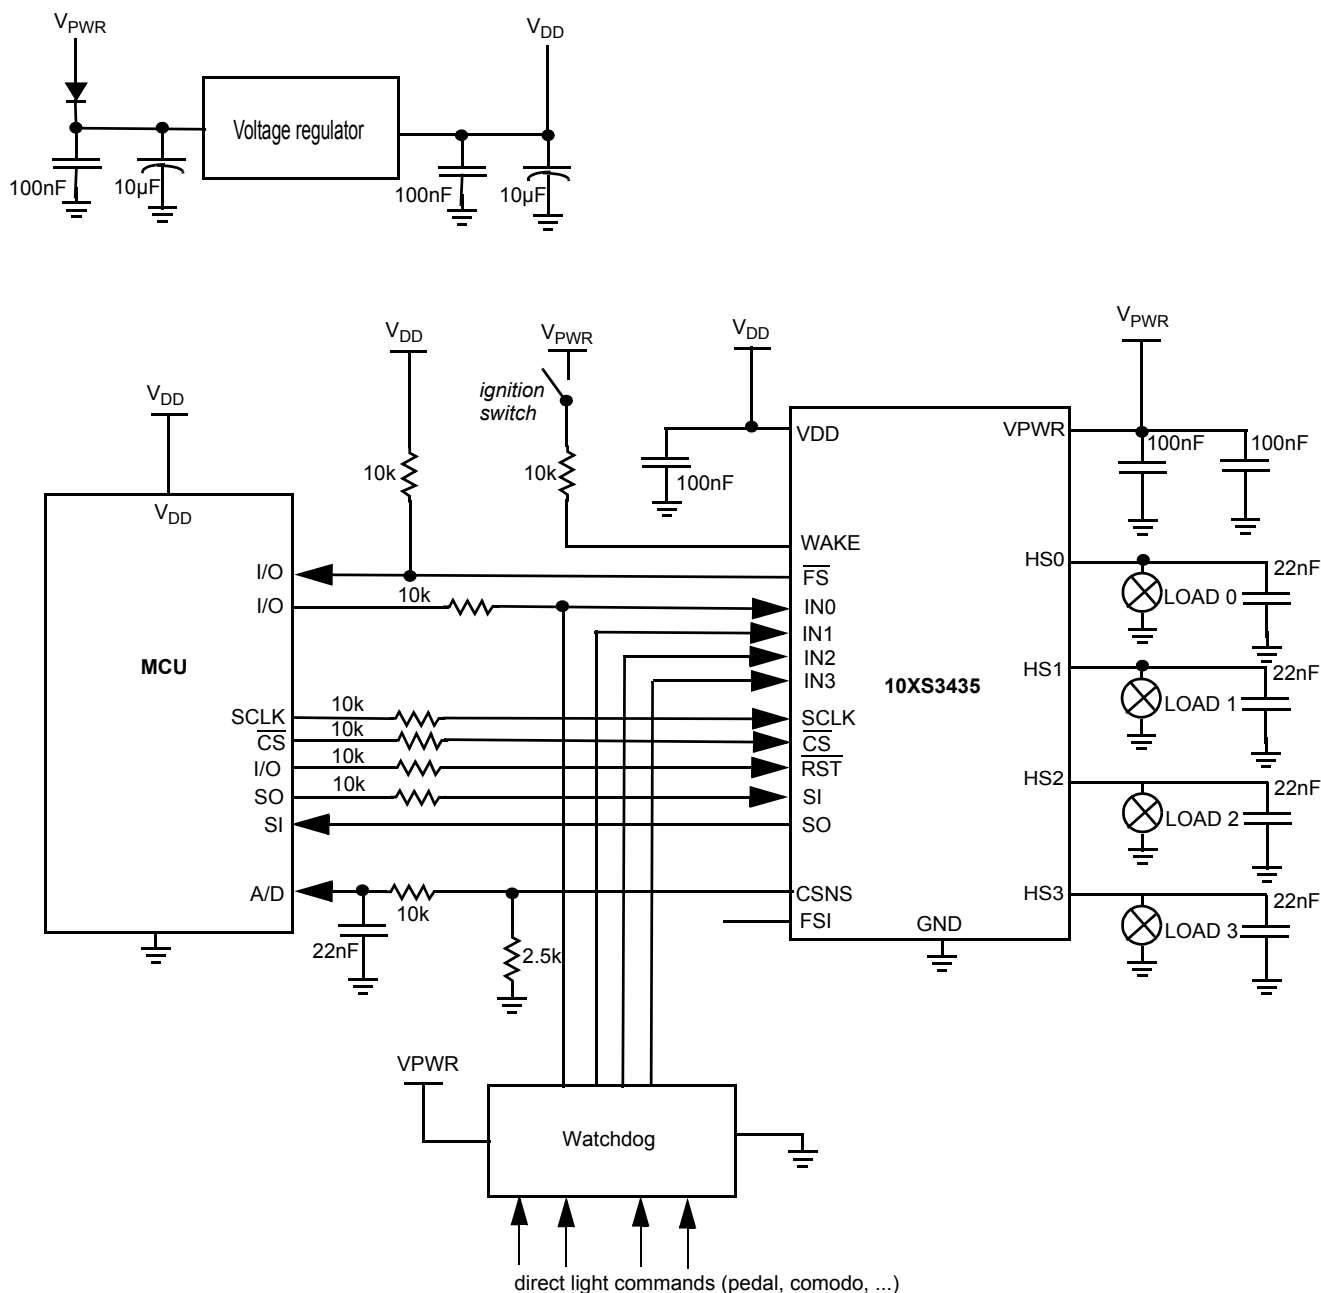 VPWR
VDD
Voltage regulator
100nF
10µF
100nF
10µF
VDD
VPWR
VDD
VPWR
VDD
ignition
switch
10k
10k
100nF
VDD
VDD
VPWR
100nF
100nF
WAKE
I/O
FS
HS0
22nF
10k
I/O
IN0
LOAD 0
IN1
MCU
IN2
HS1
22nF
IN3
10XS3435
10k
LOAD 1
SCLK
SCLK
10k
CS
CS
10k
I/O
RST
HS2
10k
22nF
SO
SI
LOAD 2
SI
SO
A/D
10k
CSNS
HS3
22nF
FSI
GND
LOAD 3
22nF
2.5k
VPWR
Watchdog
direct light commands (pedal, comodo, ...)